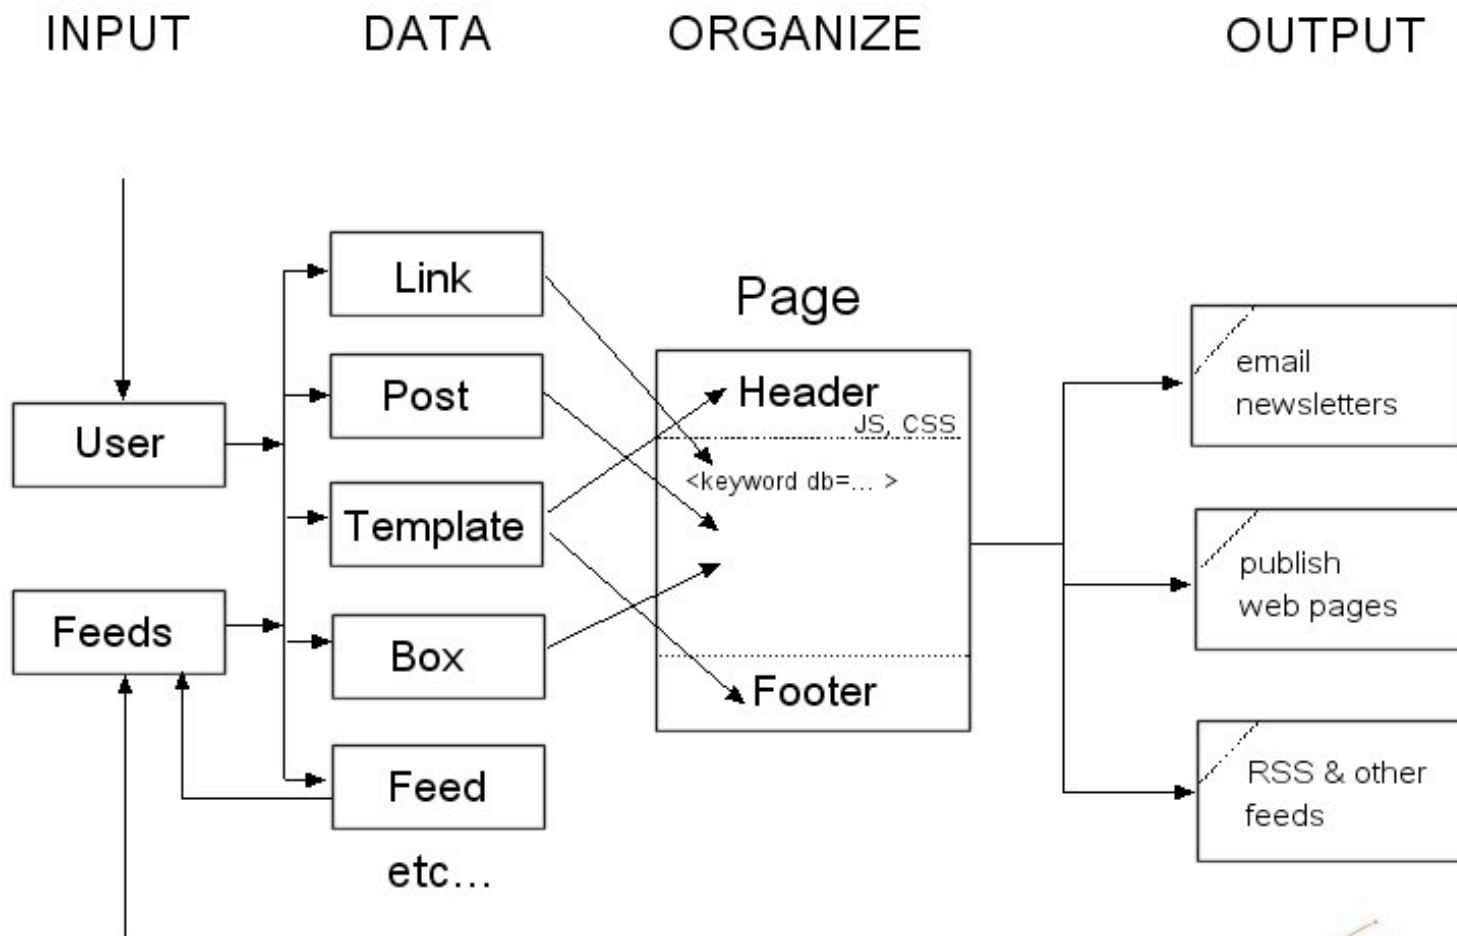 INPUT
DATA
ORGANIZE
OUTPUT
User
Feeds
Link
Post
Template
Box
Feed
etc...
Page
Header
JS, CSS
<keyword db=... >
Footer
email
newsletters
publish
web pages
RSS & other
feeds